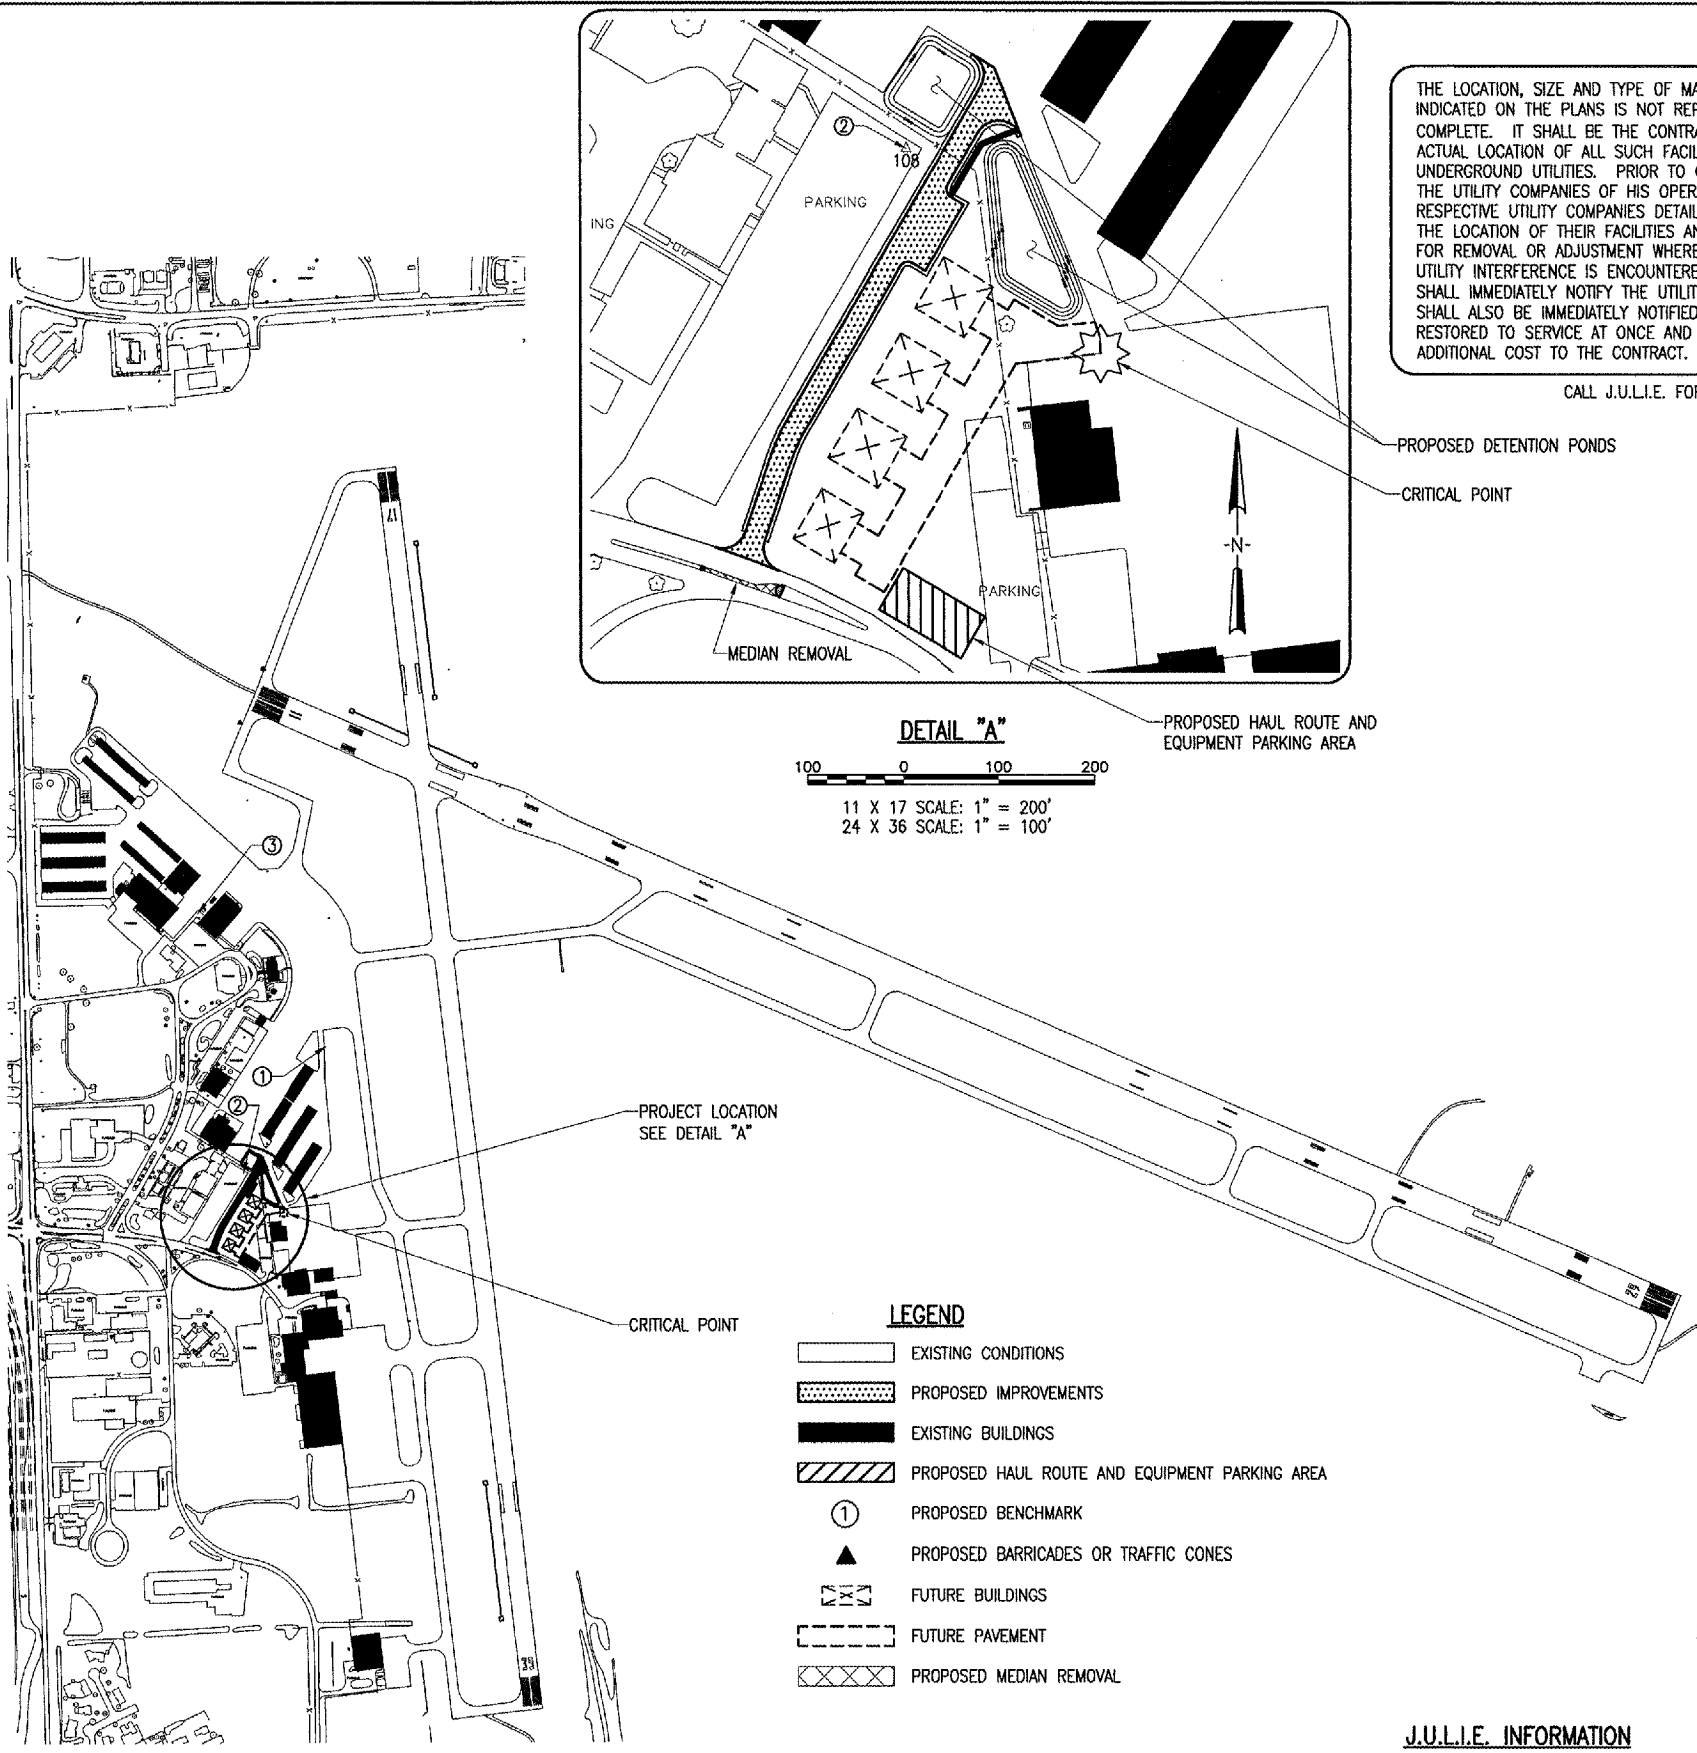 THE LOCATION, SIZE AND TYPE OF MA
INDICATED ON THE PLANS IS NOT REP
COMPLETE. IT SHALL BE THE CONTRA
ACTUAL LOCATION OF ALL SUCH FACIL
UNDERGROUND UTILITIES. PRIOR TO
THE UTILITY COMPANIES OF HIS OPER
RESPECTIVE UTILITY COMPANIES DETAIL
THE LOCATION OF THEIR FACILITIES AN
FOR REMOVAL OR ADJUSTMENT WHERE
UTILITY INTERFERENCE IS ENCOUNTERE
SHALL IMMEDIATELY NOTIFY THE UTILIT
SHALL ALSO BE IMMEDIATELY NOTIFIED
RESTORED TO SERVICE AT ONCE AND
ADDITIONAL COST TO THE CONTRACT.
CALL J.U.L.I.E. FOR
2
108
PARKING
ING
PROPOSED DETENTION PONDS
CRITICAL POINT
-N-
PARKING
MEDIAN REMOVAL
PROPOSED HAUL ROUTE AND
EQUIPMENT PARKING AREA
DETAIL "A"
100 0 100 200
11 X 17 SCALE: 1" = 200'
24 X 36 SCALE: 1" = 100'
17
3
1
2
PROJECT LOCATION
SEE DETAIL "A"
CRITICAL POINT
LEGEND
EXISTING CONDITIONS
PROPOSED IMPROVEMENTS
EXISTING BUILDINGS
PROPOSED HAUL ROUTE AND EQUIPMENT PARKING AREA
1 PROPOSED BENCHMARK
PROPOSED BARRICADES OR TRAFFIC CONES
FUTURE BUILDINGS
FUTURE PAVEMENT
PROPOSED MEDIAN REMOVAL
29
35
J.U.L.I.E. INFORMATION